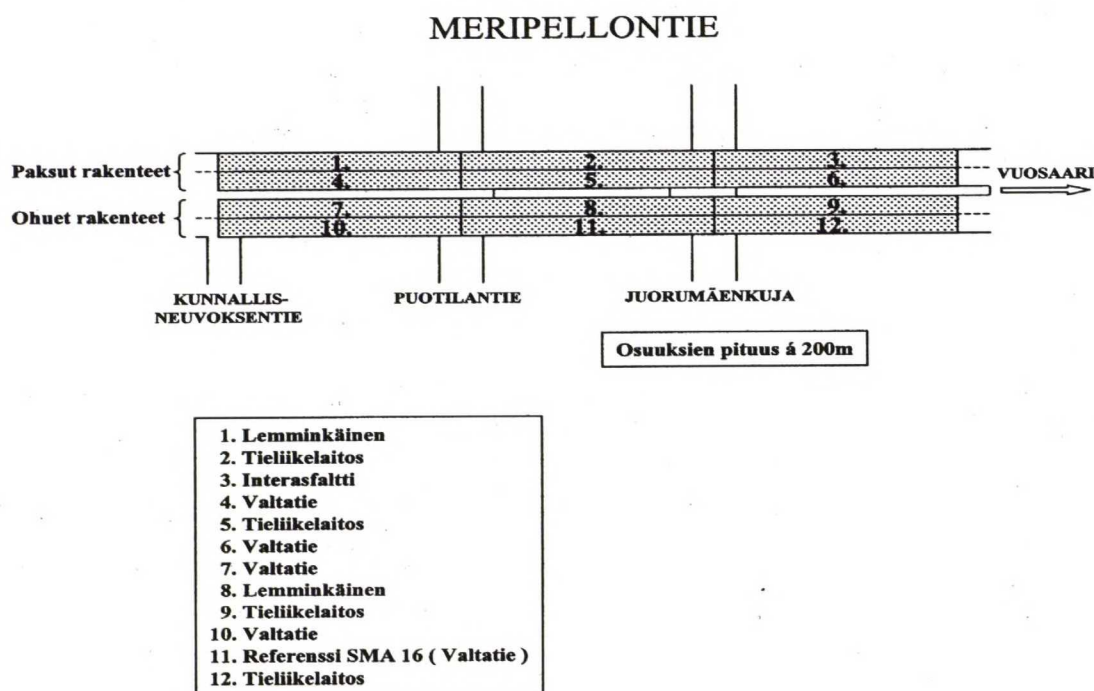 MERIPELLONTIE
Paksut rakenteet
1. 2. 3.
4. 5. 6.
VUOSAARI
Ohuet rakenteet
7. 8. 9.
10. 11. 12.
KUNNALLIS-
NEUVOKSENTIE
PUOTILANTIE
JUORUMÄENKUJA
Osuuksien pituus á 200m
1. Lemminkäinen
2. Tieliikelaitos
3. Interasfaltti
4. Valtatie
5. Tieliikelaitos
6. Valtatie
7. Valtatie
8. Lemminkäinen
9. Tieliikelaitos
10. Valtatie
11. Referenssi SMA 16 ( Valtatie )
12. Tieliikelaitos